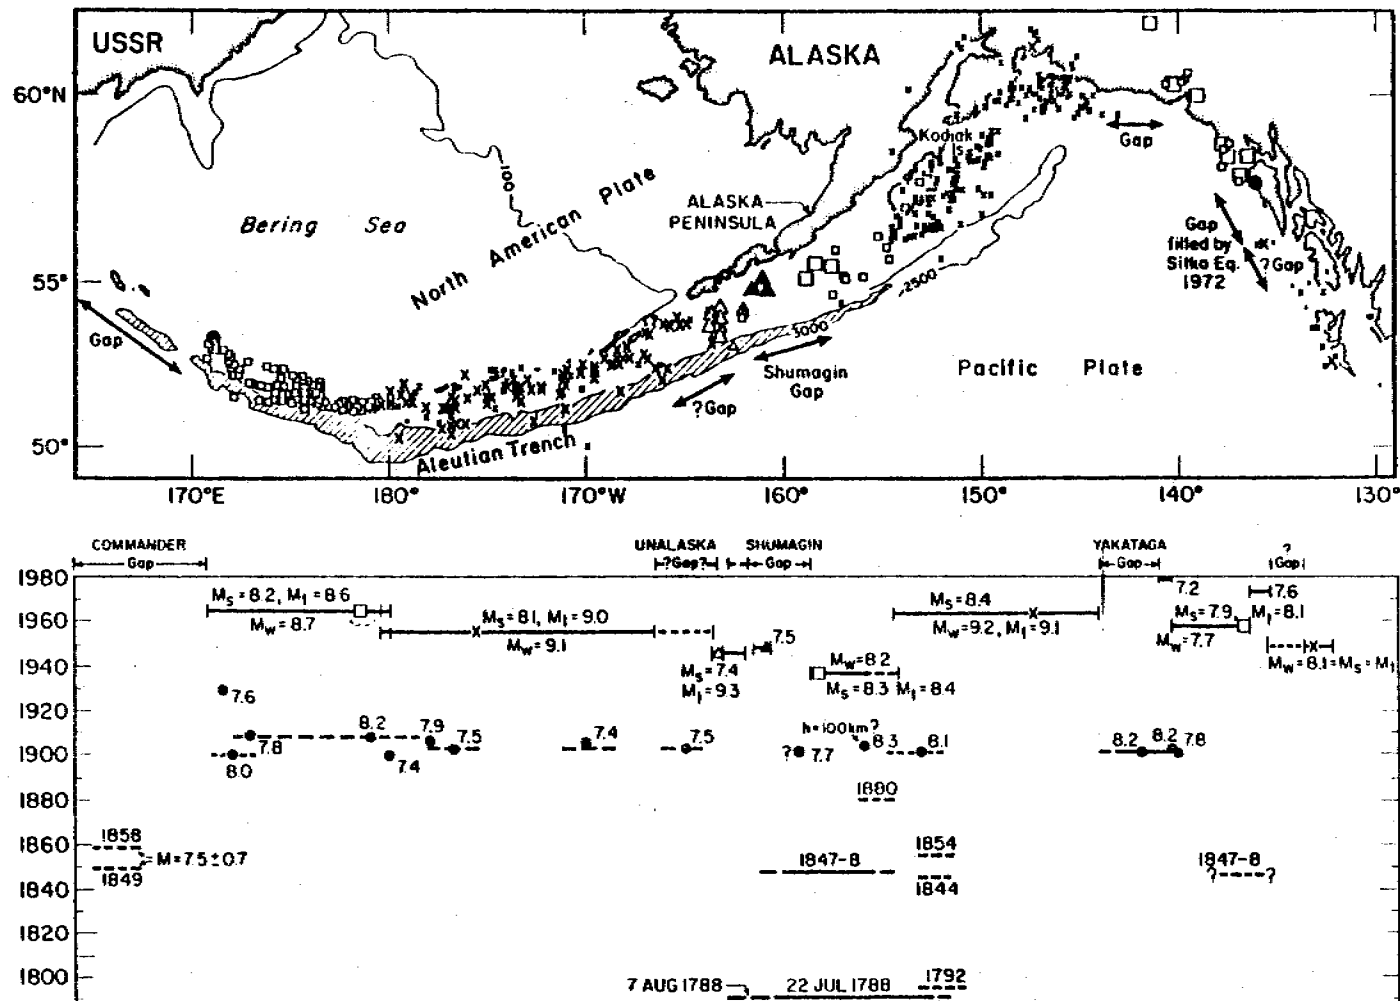 USSR
ALASKA
60°N
Kodiak
Is
Gap
100
ALASKA
PENINSULA
Bering Sea
North American Plate
Gap
filled by
Sitka Eq.
1972
? Gap
55°
Gap
2500
5000
Shumagin
Gap
? Gap
Pacific Plate
50°
Aleutian Trench
170°E
180°
170°W
160°
150°
140°
130°
COMMANDER
Gap
UNALASKA
?Gap?
SHUMAGIN
Gap
YAKATAGA
Gap
?
Gap
1980
Ms=8.2, Mt=8.6
Mw=8.7
Ms=8.1, Mt=9.0
Mw=9.1
Ms=8.4
Mw=9.2, Mt=9.1
7.2
7.6
Ms=7.9
Mt=8.1
Mw=7.7
1960
7.5
Ms=7.4
Mt=9.3
Mw=8.2
Ms=8.3 Mt=8.4
Mw=8.1=Ms=Mt
1940
7.6
1920
7.8
8.0
8.2
7.9
7.4
7.5
7.4
7.5
? 7.7
h=100km?
8.3
8.1
8.2
8.2
7.8
1900
1880
1880
1860
1858
1849
M=7.5±0.7
1847-8
1854
1844
1847-8
? ?
1840
1820
1800
7 AUG 1788
22 JUL 1788
1792